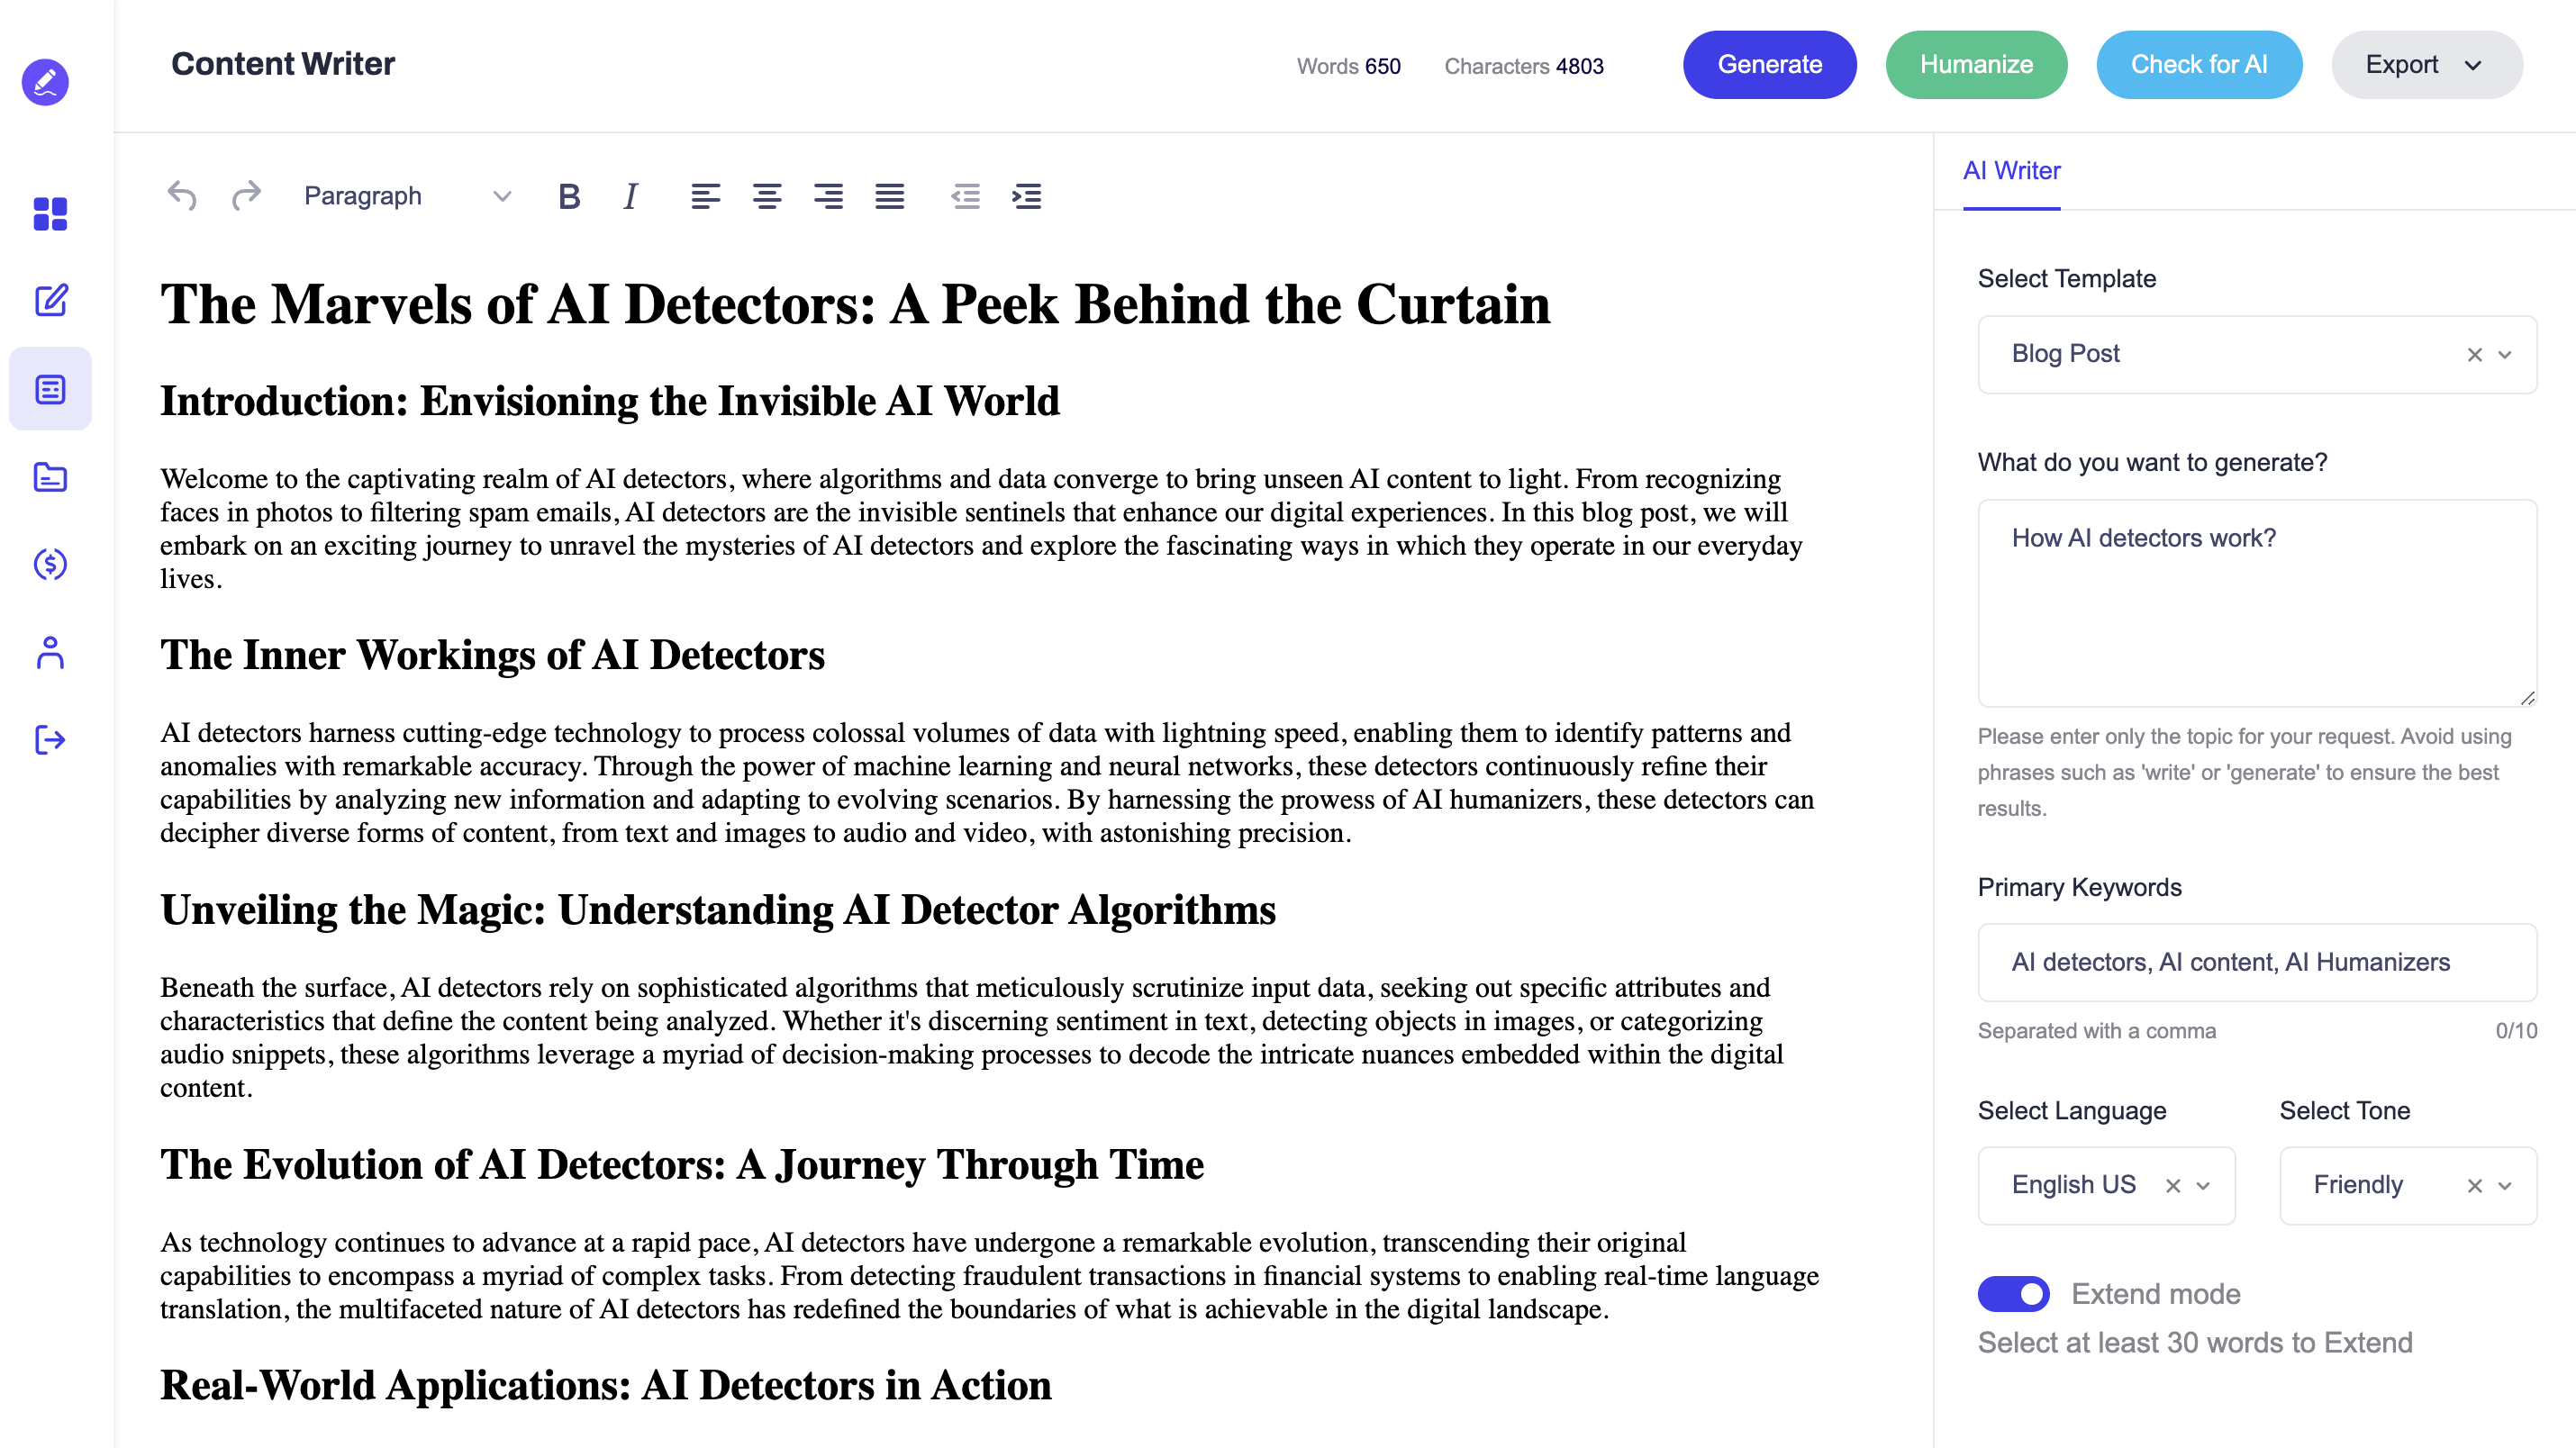 Content Writer
Words 650
Characters 4803
Generate
Humanize
Check for AI
Export
Paragraph
B
I
The Marvels of AI Detectors: A Peek Behind the Curtain
Introduction: Envisioning the Invisible AI World
Welcome to the captivating realm of AI detectors, where algorithms and data converge to bring unseen AI content to light. From recognizing
faces in photos to filtering spam emails, AI detectors are the invisible sentinels that enhance our digital experiences. In this blog post, we will
embark on an exciting journey to unravel the mysteries of AI detectors and explore the fascinating ways in which they operate in our everyday
lives.
The Inner Workings of AI Detectors
AI detectors harness cutting-edge technology to process colossal volumes of data with lightning speed, enabling them to identify patterns and
anomalies with remarkable accuracy. Through the power of machine learning and neural networks, these detectors continuously refine their
capabilities by analyzing new information and adapting to evolving scenarios. By harnessing the prowess of AI humanizers, these detectors can
decipher diverse forms of content, from text and images to audio and video, with astonishing precision.
Unveiling the Magic: Understanding AI Detector Algorithms
Beneath the surface, AI detectors rely on sophisticated algorithms that meticulously scrutinize input data, seeking out specific attributes and
characteristics that define the content being analyzed. Whether it's discerning sentiment in text, detecting objects in images, or categorizing
audio snippets, these algorithms leverage a myriad of decision-making processes to decode the intricate nuances embedded within the digital
content.
The Evolution of AI Detectors: A Journey Through Time
As technology continues to advance at a rapid pace, AI detectors have undergone a remarkable evolution, transcending their original
capabilities to encompass a myriad of complex tasks. From detecting fraudulent transactions in financial systems to enabling real-time language
translation, the multifaceted nature of AI detectors has redefined the boundaries of what is achievable in the digital landscape.
Real-World Applications: AI Detectors in Action
AI Writer
Select Template
Blog Post
What do you want to generate?
How AI detectors work?
Please enter only the topic for your request. Avoid using
phrases such as 'write' or 'generate' to ensure the best
results.
Primary Keywords
AI detectors, AI content, AI Humanizers
Separated with a comma
0/10
Select Language
Select Tone
English US
Friendly
Extend mode
Select at least 30 words to Extend